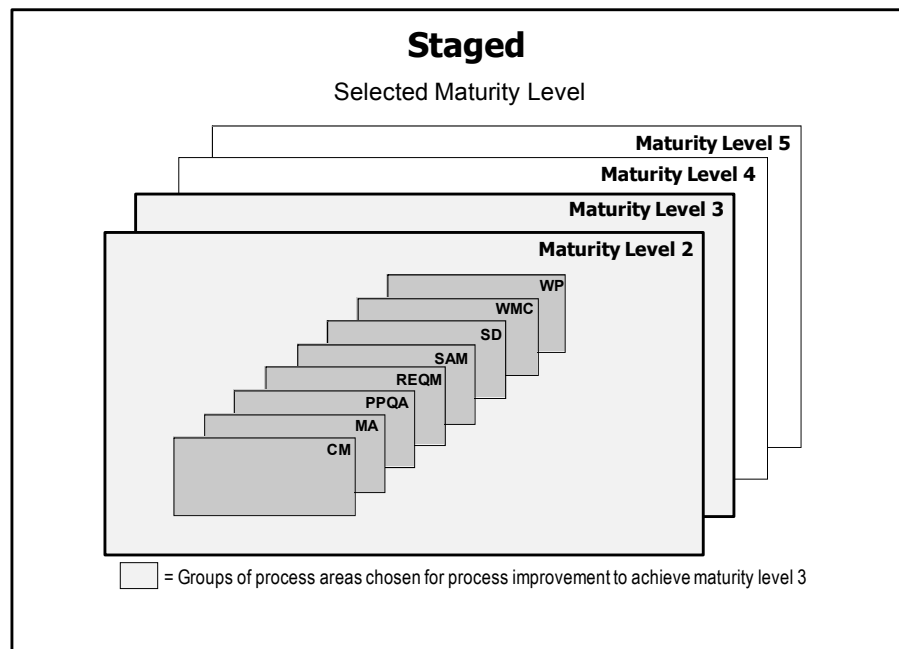 Staged
Selected Maturity Level
Maturity Level 5
Maturity Level 4
Maturity Level 3
Maturity Level 2
WP
WMC
SD
SAM
REQM
PPQA
MA
CM
= Groups of process areas chosen for process improvement to achieve maturity level 3